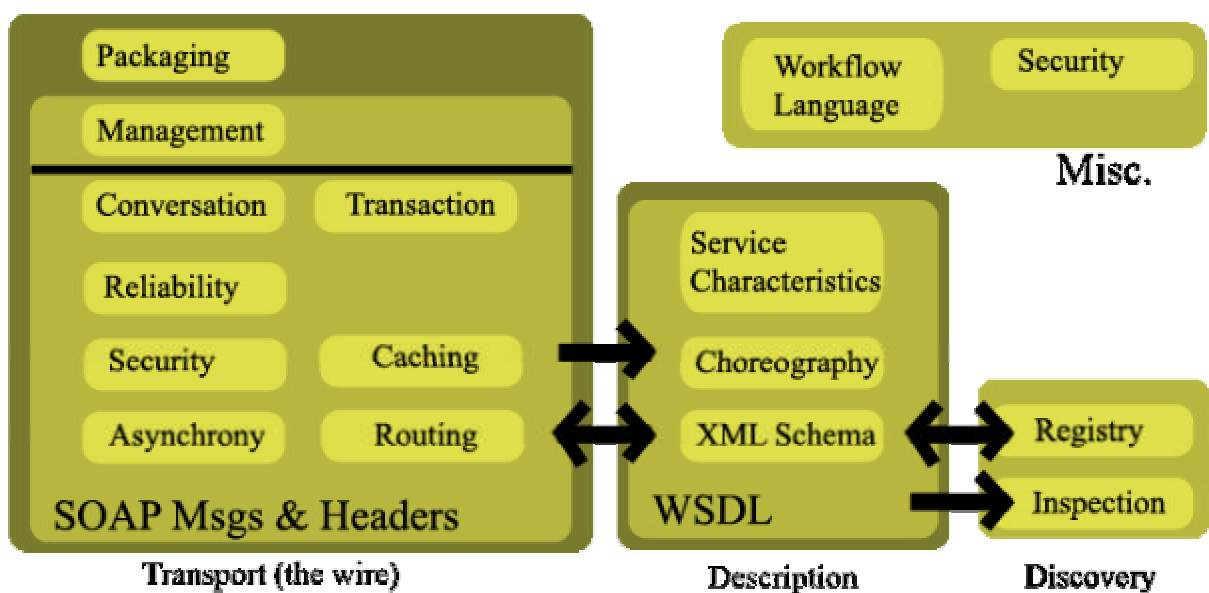 Packaging
Management
Conversation
Transaction
Reliability
Security
Caching
Asynchrony
Routing
SOAP Msgs & Headers
Transport (the wire)
Workflow
Language
Security
Misc.
Service
Characteristics
Choreography
XML Schema
WSDL
Description
Registry
Inspection
Discovery